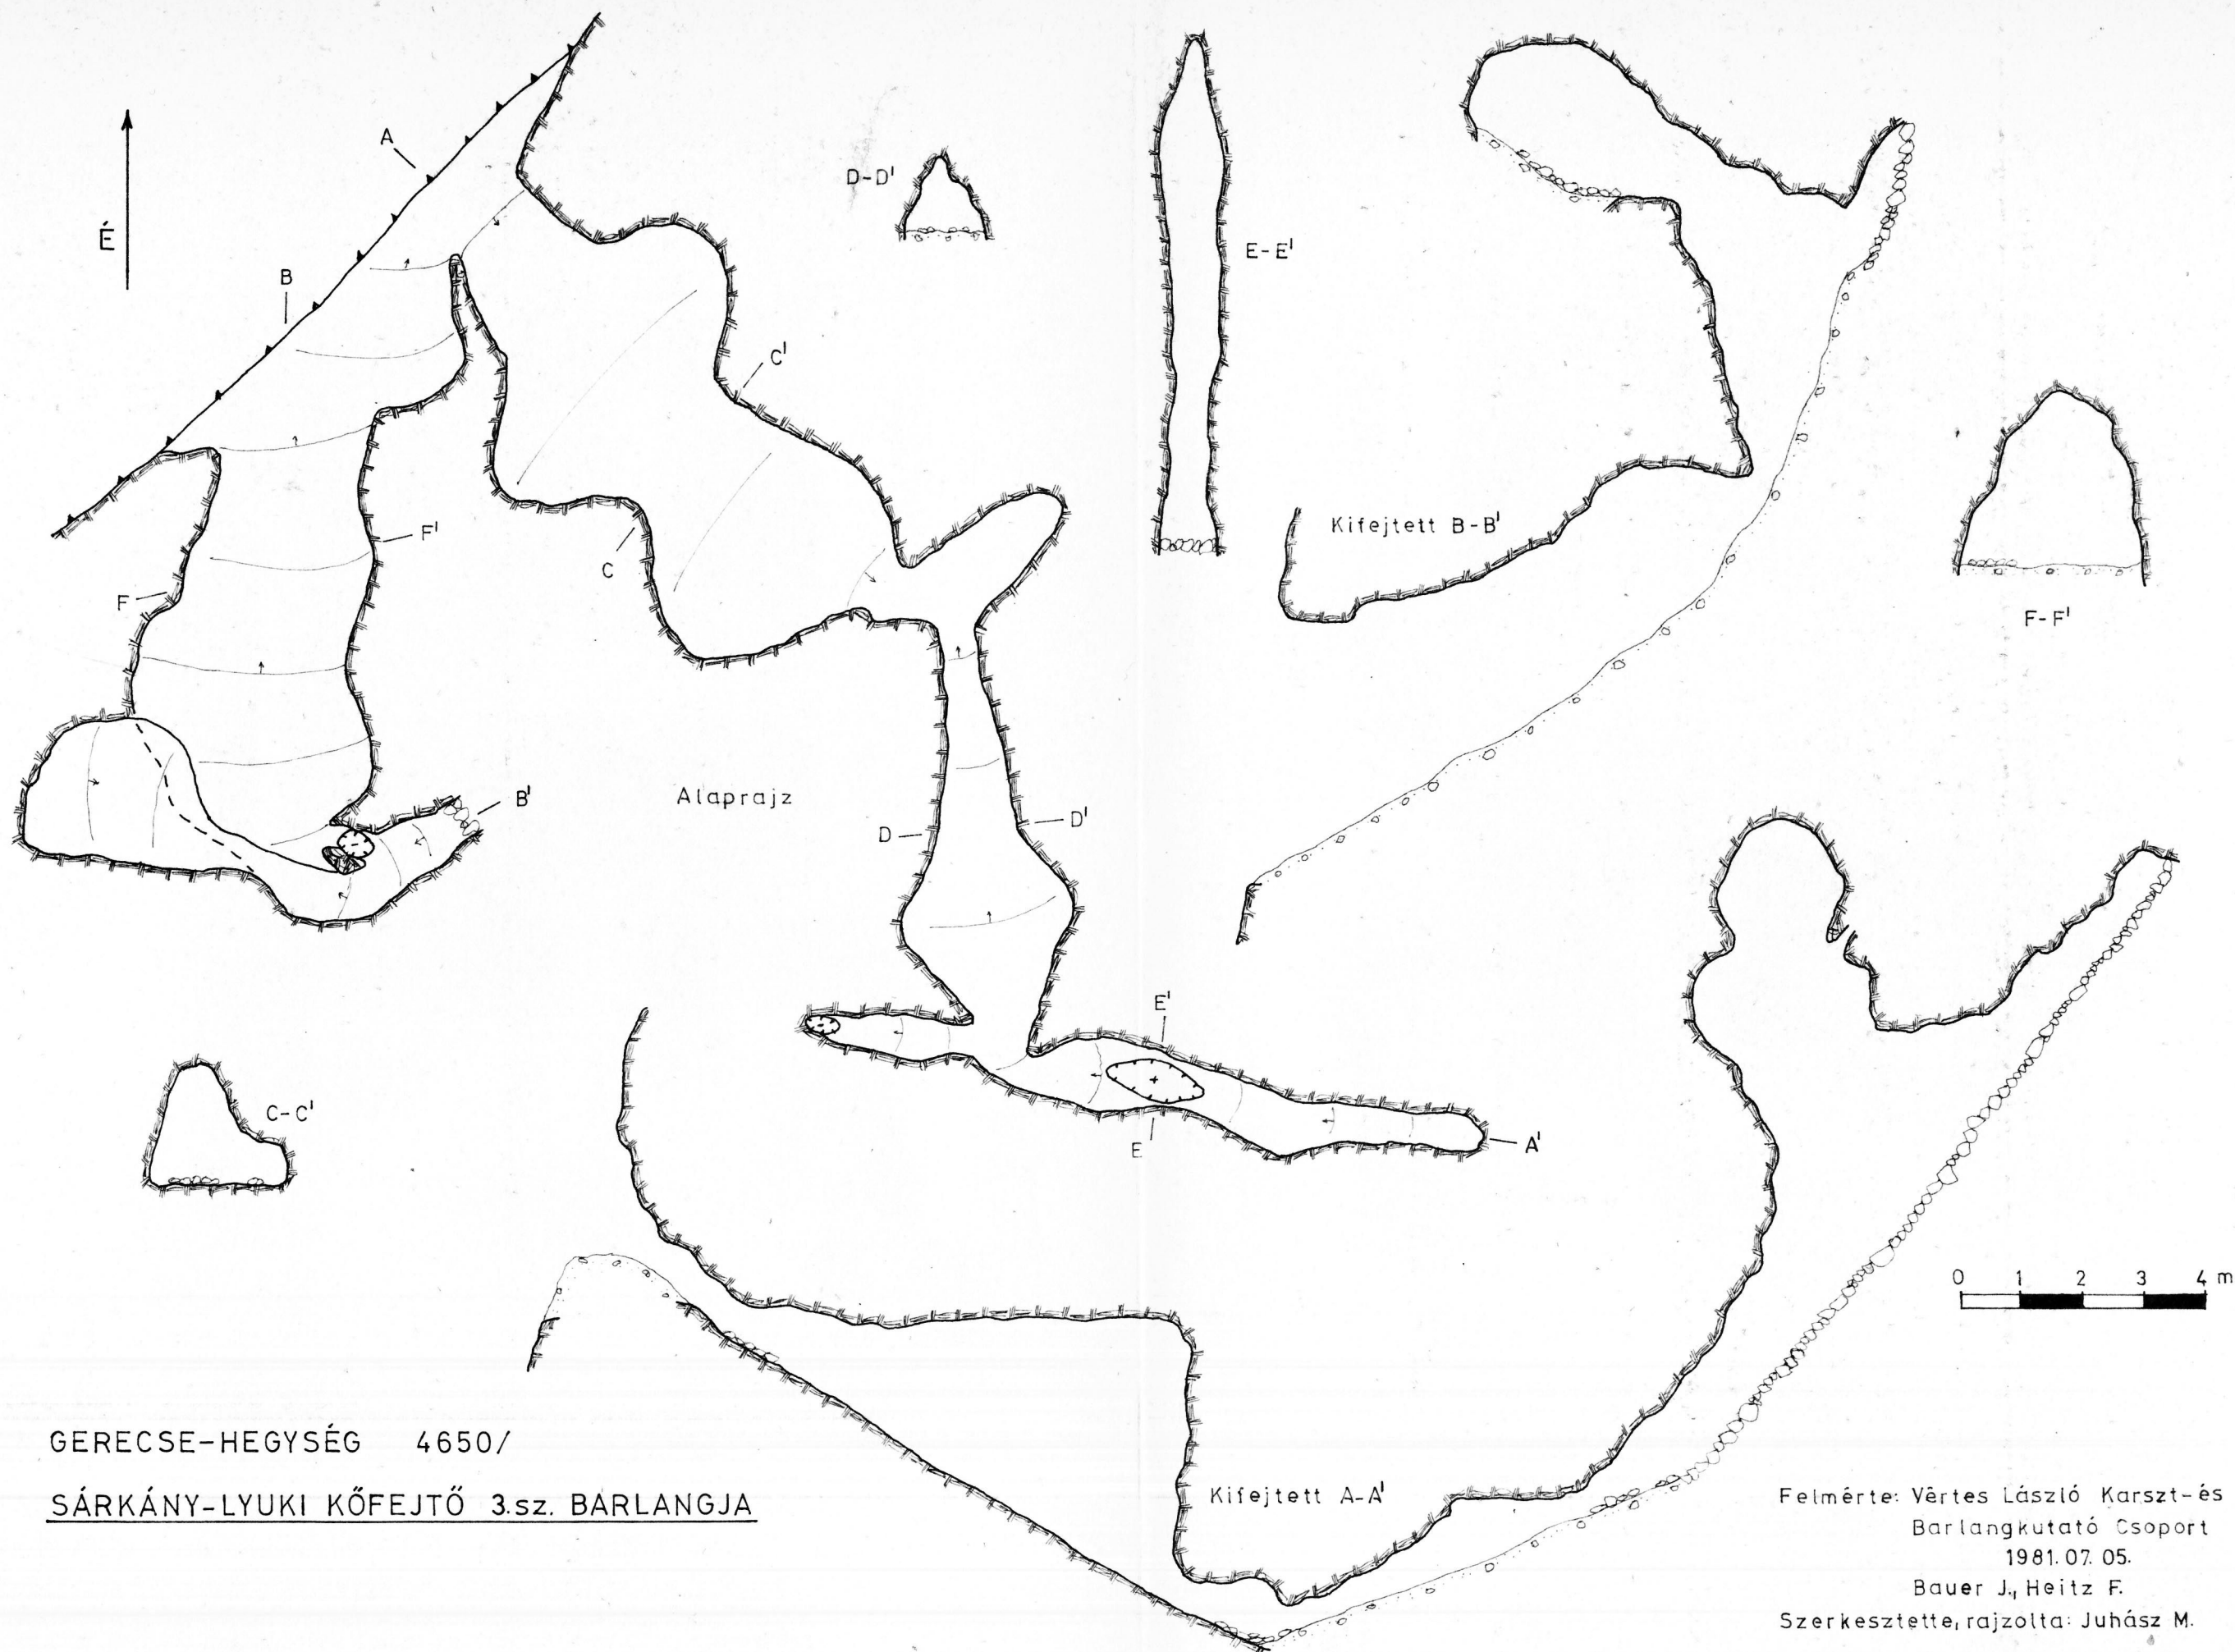 A
B
É
D-D'
E-E'
C'
F'
F
C
Kifejtett B-B'
F-F'
Alaprajz
B'
D
D'
E'
E
A'
C-C'
0 1 2 3 4 m
GERECSE-HEGYSÉG 4650/
SÁRKÁNY-LYUKI KŐFEJTŐ 3.sz. BARLANGJA
Kifejtett A-A'
Felmérte: Vértes László Karszt-és
Barlangkutató Csoport
1981.07.05.
Bauer J., Heitz F.
Szerkesztette, rajzolta: Juhász M.